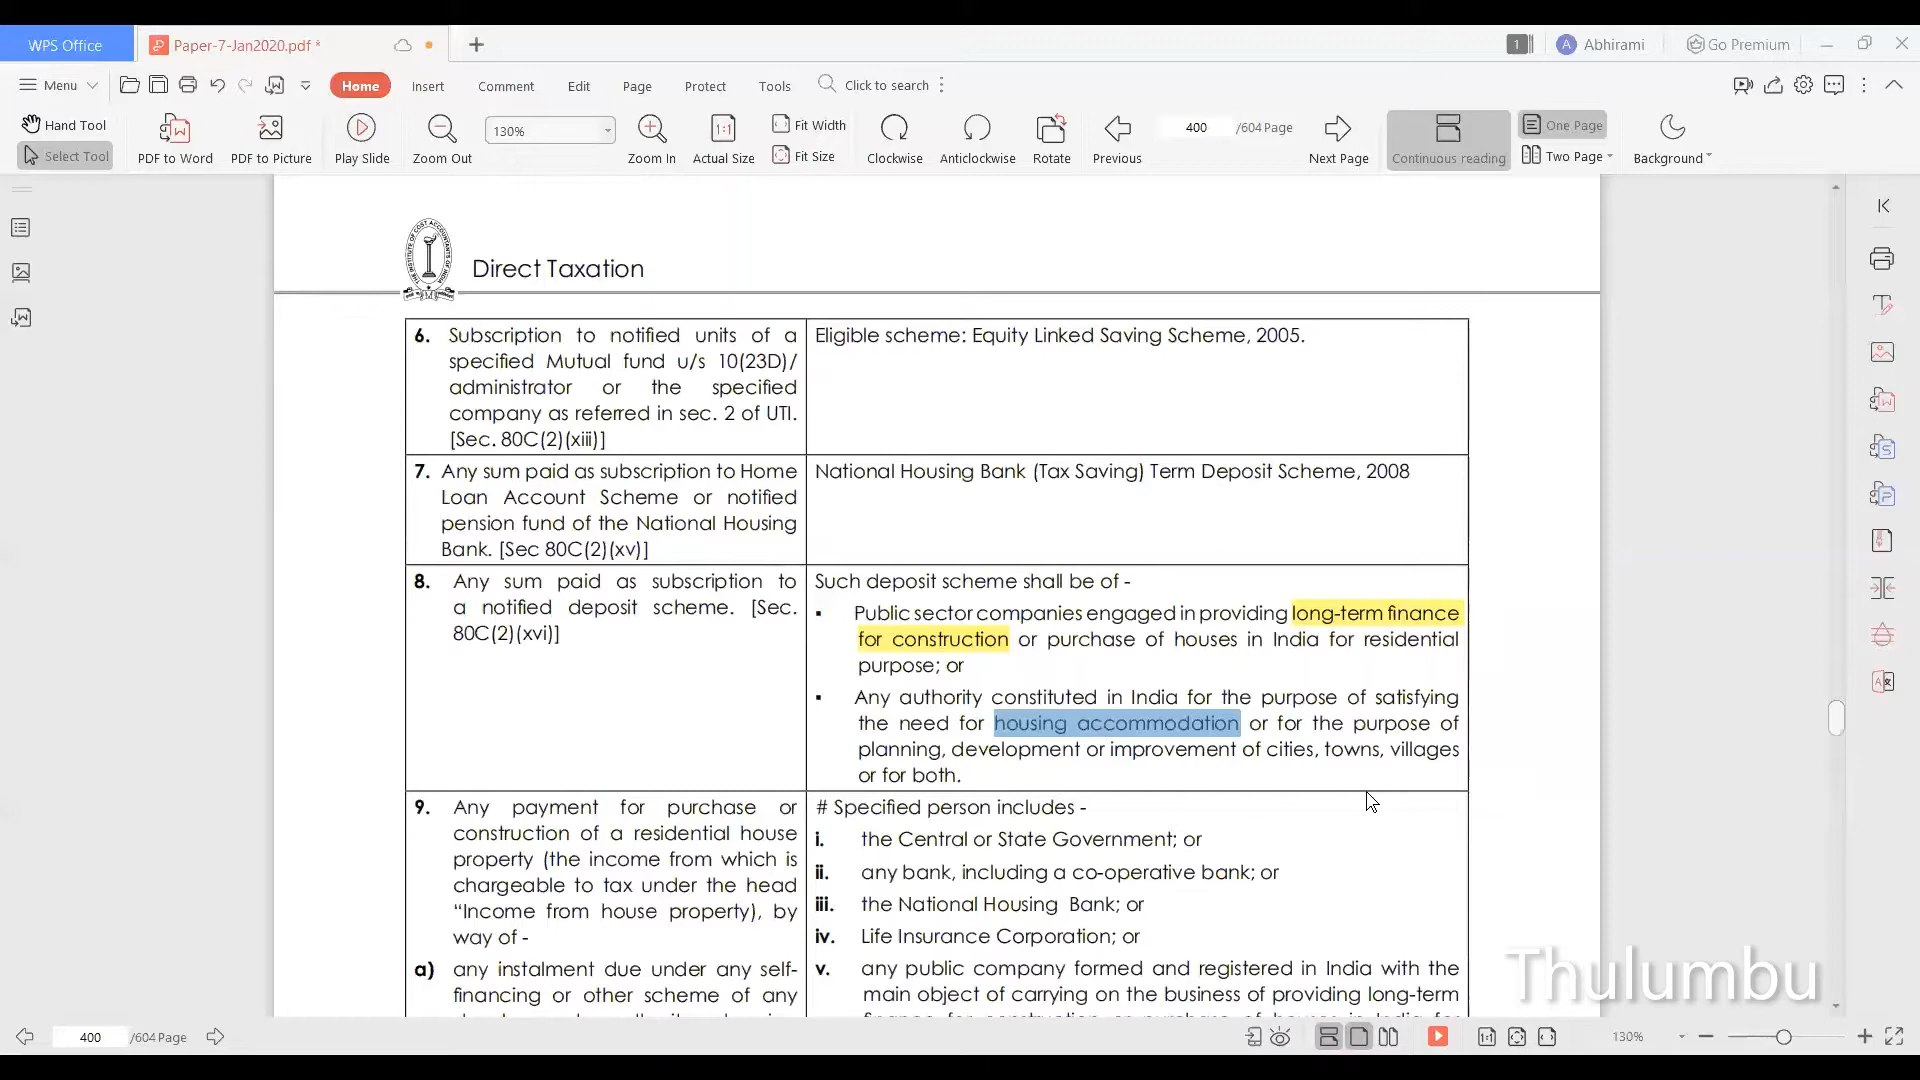 WPS Office
Paper-7-Jan2020.pdf *
1
A Abhirami
Go Premium
Menu
Home
Insert
Comment
Edit
Page
Protect
Tools
Click to search
Hand Tool
Select Tool
PDF to Word
PDF to Picture
Play Slide
Zoom Out
130%
Zoom In
1:1
Actual Size
Fit Width
Fit Size
Clockwise
Anticlockwise
Rotate
Previous
400 /604 Page
Next Page
Continuous reading
One Page
Two Page
Background
Direct Taxation
6. Subscription to notified units of a
specified Mutual fund u/s 10(23D)/
administrator or the specified
company as referred in sec. 2 of UTI.
[Sec. 80C(2)(xiii)]
Eligible scheme: Equity Linked Saving Scheme, 2005.
7. Any sum paid as subscription to Home
Loan Account Scheme or notified
pension fund of the National Housing
Bank. [Sec 80C(2)(xv)]
National Housing Bank (Tax Saving) Term Deposit Scheme, 2008
8. Any sum paid as subscription to
a notified deposit scheme. [Sec.
80C(2)(xvi)]
Such deposit scheme shall be of -
▪ Public sector companies engaged in providing long-term finance
for construction or purchase of houses in India for residential
purpose; or
▪ Any authority constituted in India for the purpose of satisfying
the need for housing accommodation or for the purpose of
planning, development or improvement of cities, towns, villages
or for both.
9. Any payment for purchase or
construction of a residential house
property (the income from which is
chargeable to tax under the head
“Income from house property), by
way of -
a) any instalment due under any self-
financing or other scheme of any
# Specified person includes -
i. the Central or State Government; or
ii. any bank, including a co-operative bank; or
iii. the National Housing Bank; or
iv. Life Insurance Corporation; or
v. any public company formed and registered in India with the
main object of carrying on the business of providing long-term
Thulumbu
400 /604 Page
130%